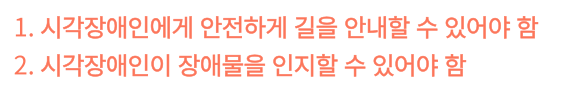 1. 시각장애인에게 안전하게 길을 안내할 수 있어야 함
2. 시각장애인이 장애물을 인지할 수 있어야 함